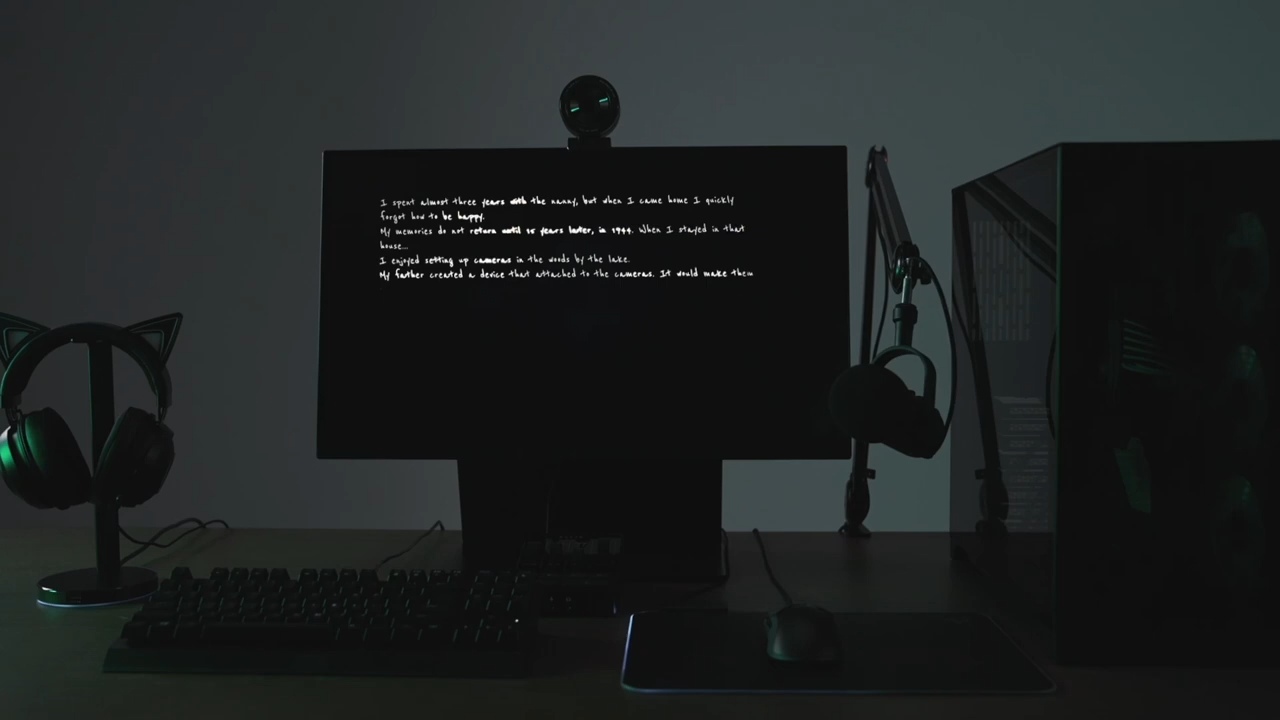 I spent almost three years with the nanny, but when I came home I quickly
forgot how to be happy.
My memories do not return until 15 years later, in 1944. When I stayed in that
house...
I enjoyed setting up cameras in the woods by the lake.
My father created a device that attached to the cameras. It would make them